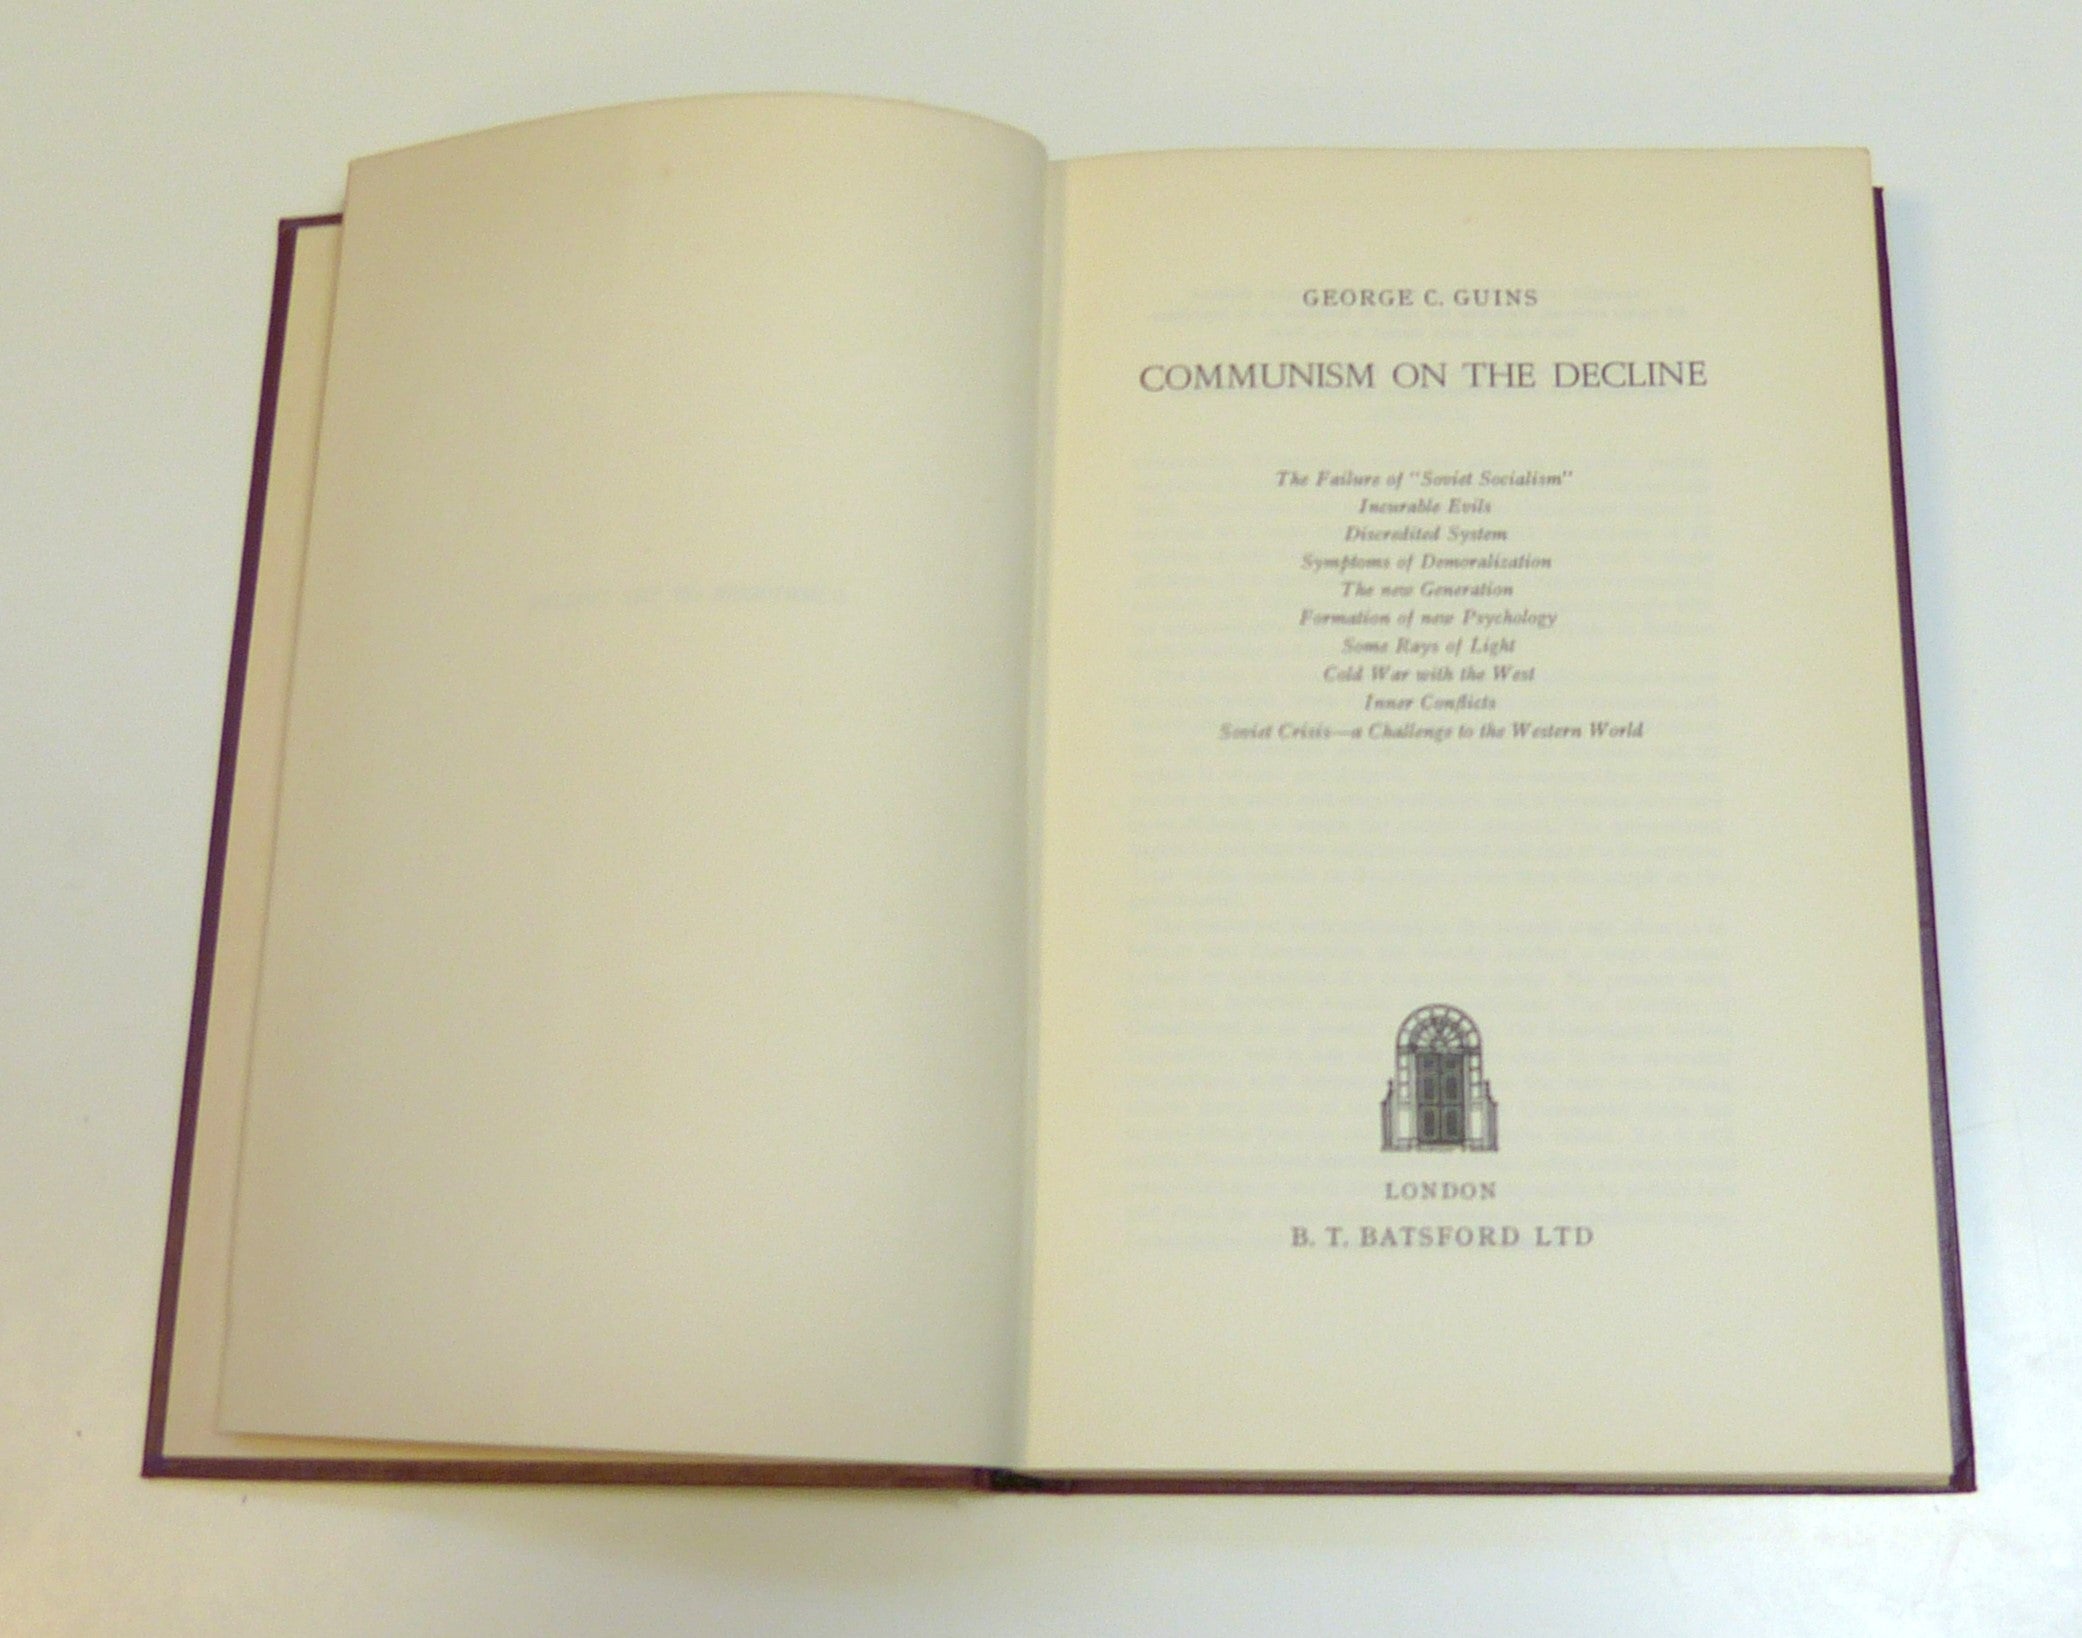 GEORGE C. GUINS
COMMUNISM ON THE DECLINE
The Failure of "Soviet Socialism"
Incurable Evils
Discredited System
Symptoms of Demoralization
The new Generation
Formation of new Psychology
Some Rays of Light
Cold War with the West
Inner Conflicts
Soviet Crisis—a Challenge to the Western World
LONDON
B. T. BATSFORD LTD